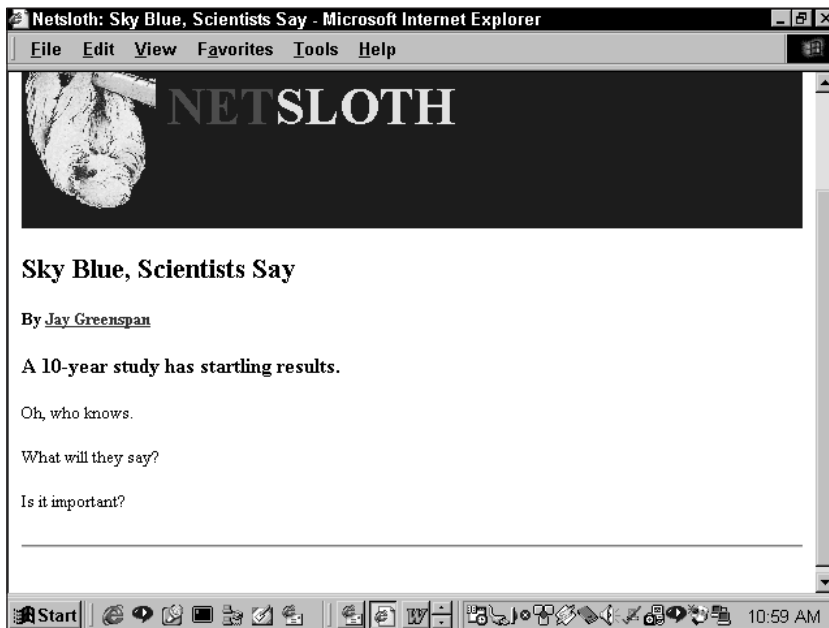 Netsloth: Sky Blue, Scientists Say - Microsoft Internet Explorer
File Edit View Favorites Tools Help
NETSLOTH
Sky Blue, Scientists Say
By Jay Greenspan
A 10-year study has startling results.
Oh, who knows.
What will they say?
Is it important?
Start
10:59 AM